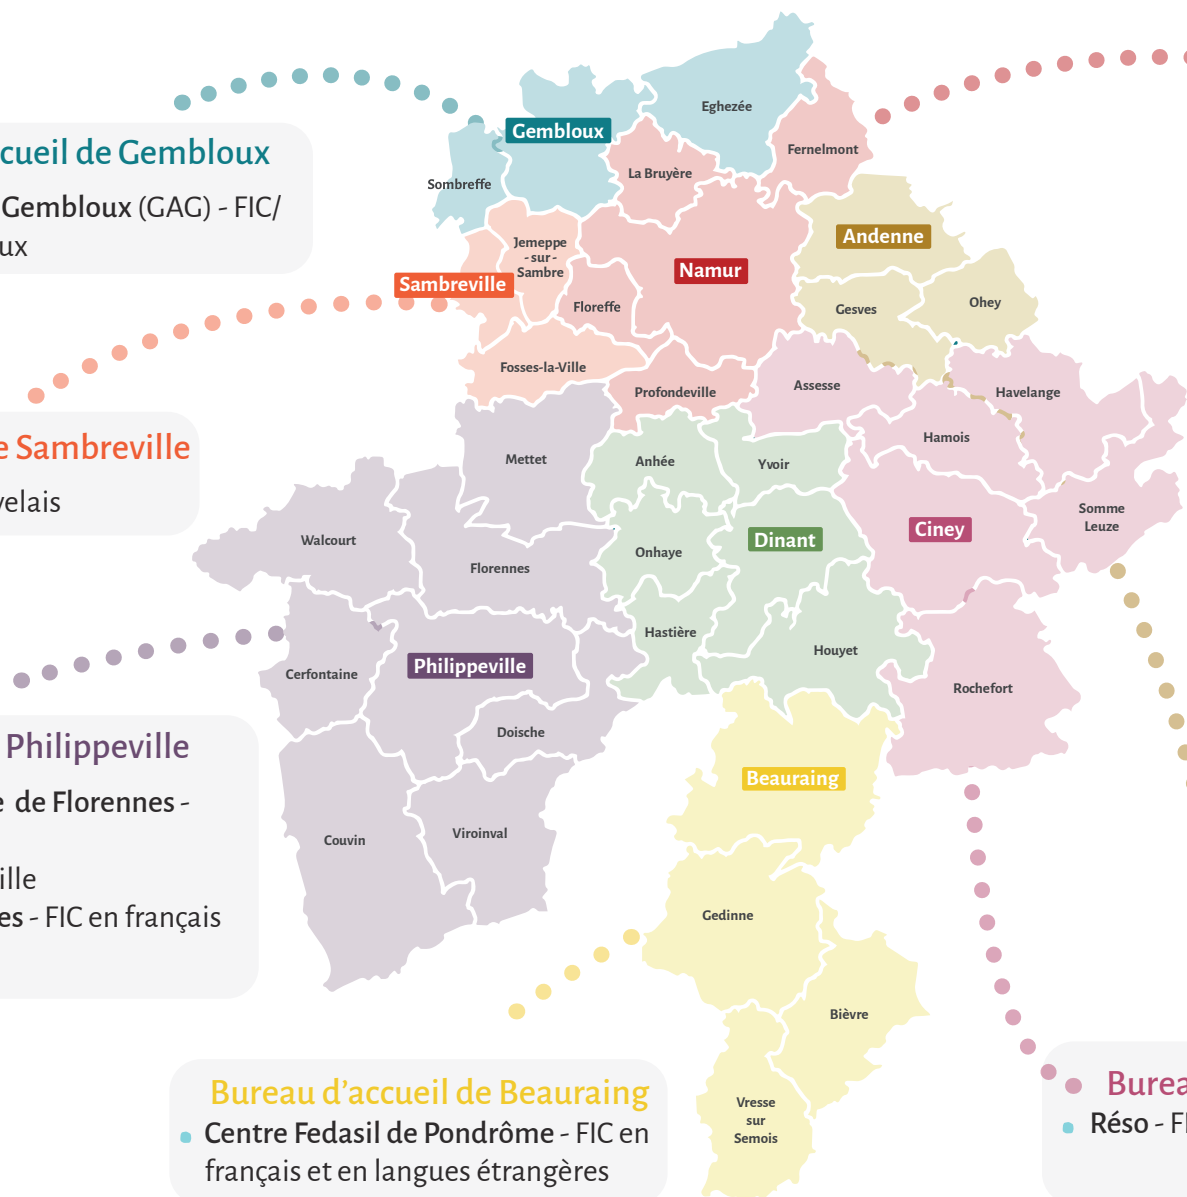 Eghezée
Gembloux
Fernelmont
cueil de Gembloux
La Bruyère
Sombreffe
Gembloux (GAG) - FIC/
ux
Andenne
Jemeppe
- sur -
Sambre
Namur
Sambreville
Floreffe
Gesves
Ohey
Fosses-la-Ville
Profondeville
Assesse
Havelange
e Sambreville
Hamois
velais
Mettet
Anhée
Yvoir
Somme
Leuze
Ciney
Walcourt
Dinant
Onhaye
Florennes
Hastière
Houyet
Philippeville
Cerfontaine
Rochefort
Doische
Philippeville
Beauraing
e de Florennes -
Couvin
Viroinval
ille
es - FIC en français
Gedinne
Bièvre
Bureau d’accueil de Beauraing
Centre Fedasil de Pondrôme - FIC en
français et en langues étrangères
Vresse
sur
Semois
Burea
Réso - F